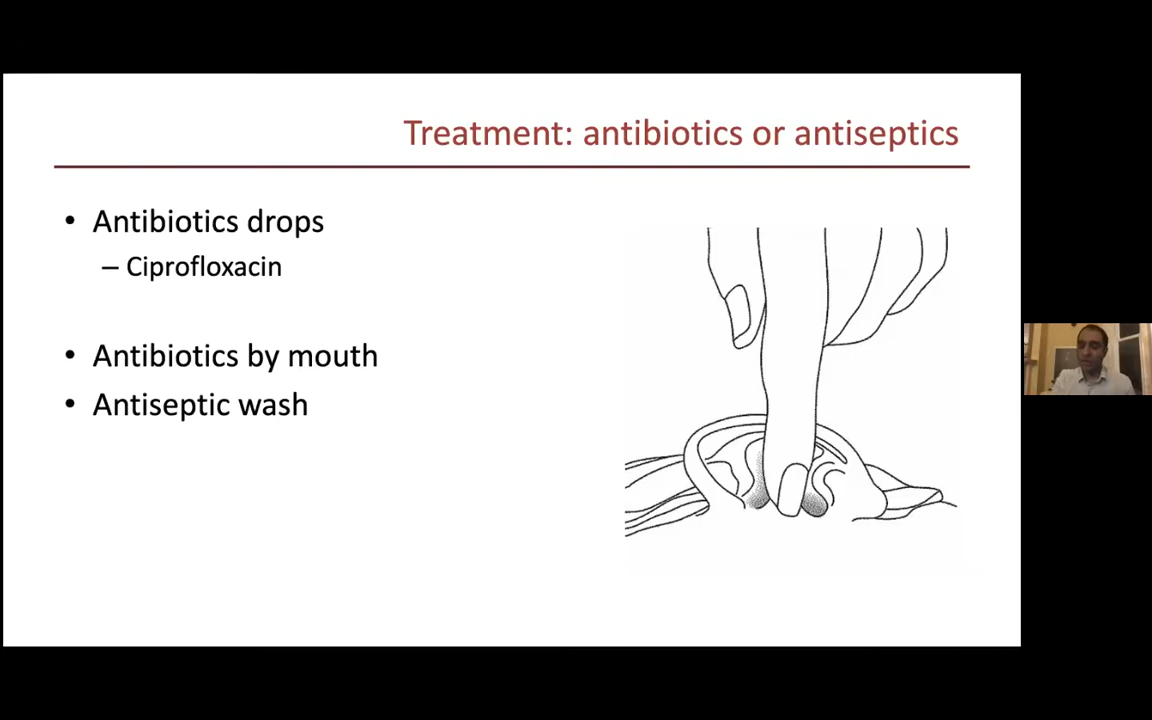 Treatment: antibiotics or antiseptics
• Antibiotics drops
– Ciprofloxacin
• Antibiotics by mouth
• Antiseptic wash